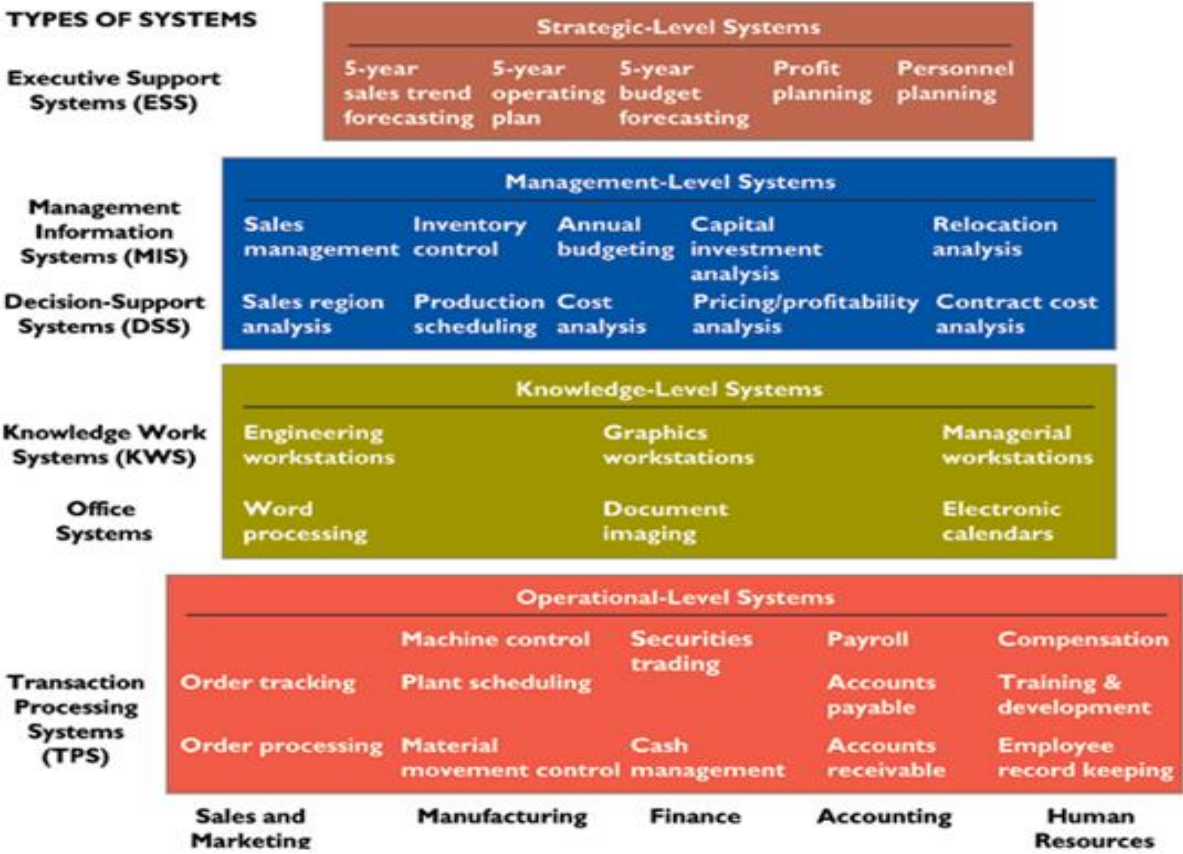 TYPES OF SYSTEMS
Strategic-Level Systems
Executive Support
Systems (ESS)
5-year
sales trend
forecasting
5-year
operating
plan
5-year
budget
forecasting
Profit
planning
Personnel
planning
Management-Level Systems
Management
Information
Systems (MIS)
Sales
management
Inventory
control
Annual
budgeting
Capital
investment
analysis
Relocation
analysis
Decision-Support
Systems (DSS)
Sales region
analysis
Production
scheduling
Cost
analysis
Pricing/profitability
analysis
Contract cost
analysis
Knowledge-Level Systems
Knowledge Work
Systems (KWS)
Engineering
workstations
Graphics
workstations
Managerial
workstations
Office
Systems
Word
processing
Document
imaging
Electronic
calendars
Operational-Level Systems
Transaction
Processing
Systems
(TPS)
Machine control
Securities
trading
Payroll
Compensation
Order tracking
Plant scheduling
Accounts
payable
Training &
development
Order processing
Material
movement control
Cash
management
Accounts
receivable
Employee
record keeping
Sales and
Marketing
Manufacturing
Finance
Accounting
Human
Resources